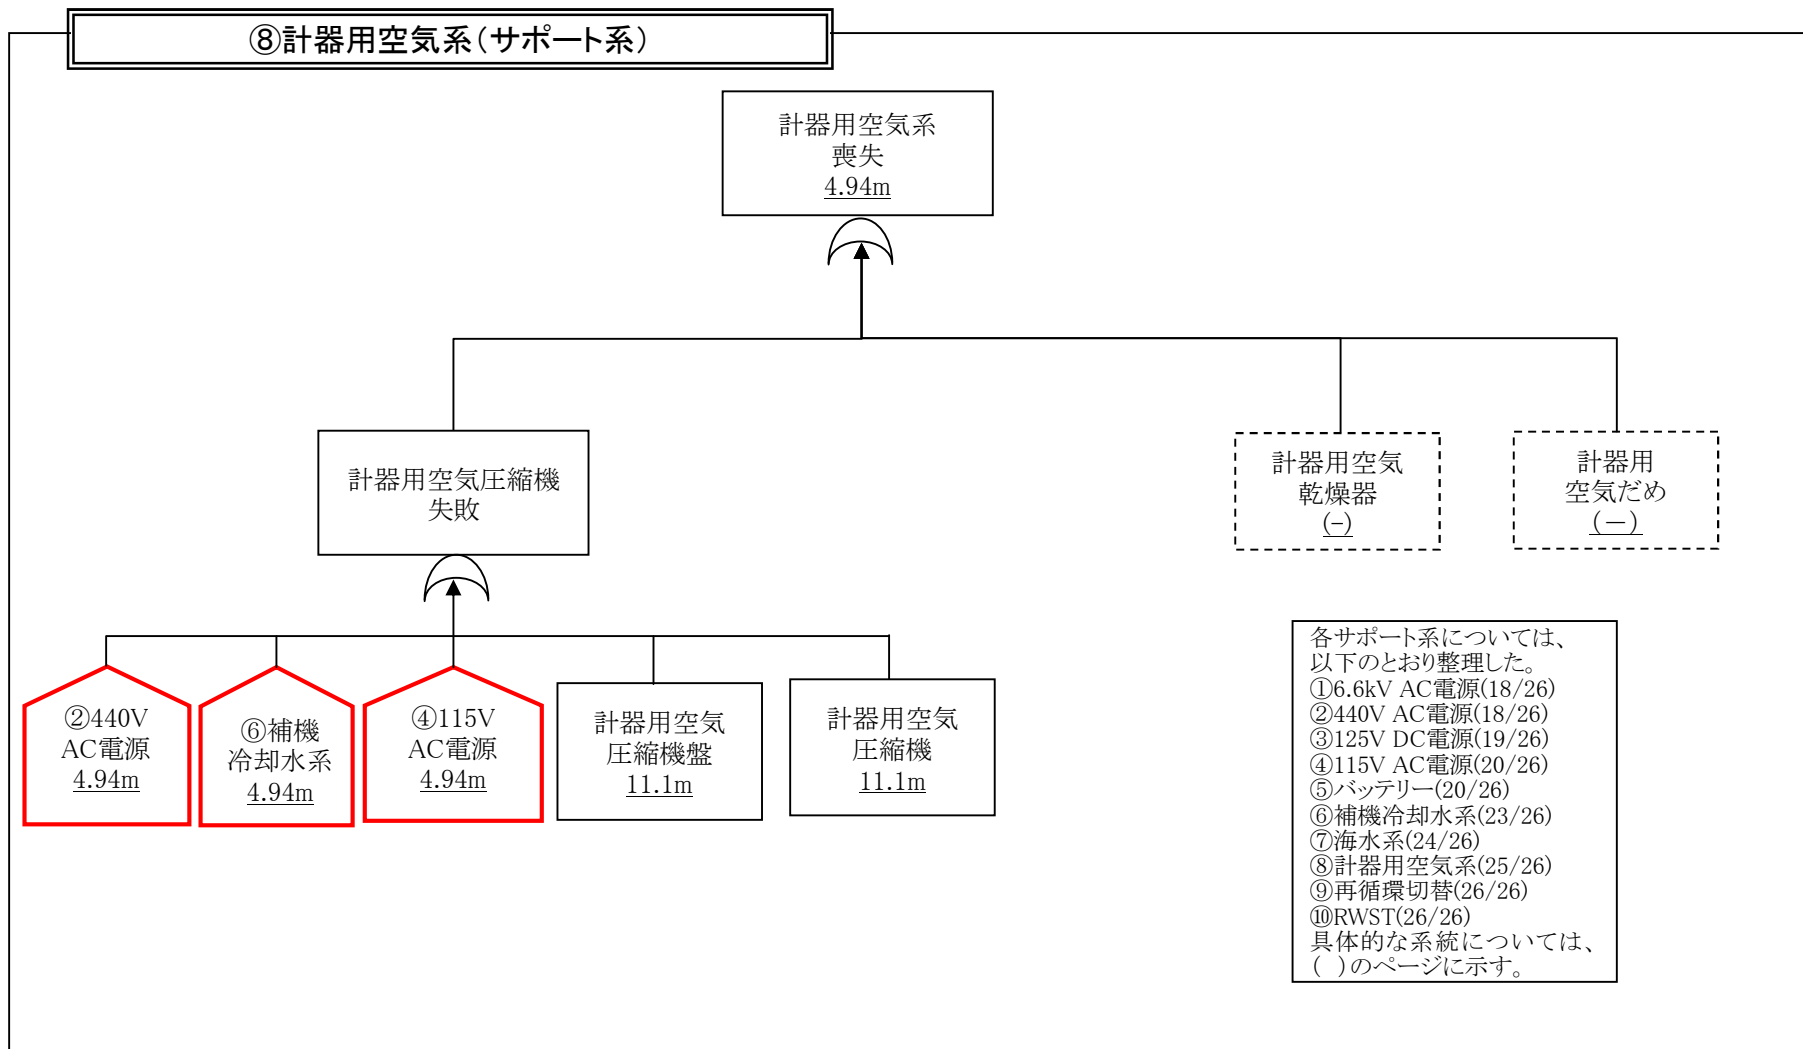 ⑧計器用空気系(サポート系)
計器用空気系
喪失
4.94m
計器用空気圧縮機
失敗
計器用空気
乾燥器
(-)
計器用
空気だめ
(－)
②440V
AC電源
4.94m
⑥補機
冷却水系
4.94m
④115V
AC電源
4.94m
計器用空気
圧縮機盤
11.1m
計器用空気
圧縮機
11.1m
各サポート系については、
以下のとおり整理した。
①6.6kV AC電源(18/26)
②440V AC電源(18/26)
③125V DC電源(19/26)
④115V AC電源(20/26)
⑤バッテリー(20/26)
⑥補機冷却水系(23/26)
⑦海水系(24/26)
⑧計器用空気系(25/26)
⑨再循環切替(26/26)
⑩RWST(26/26)
具体的な系統については、
( )のページに示す。